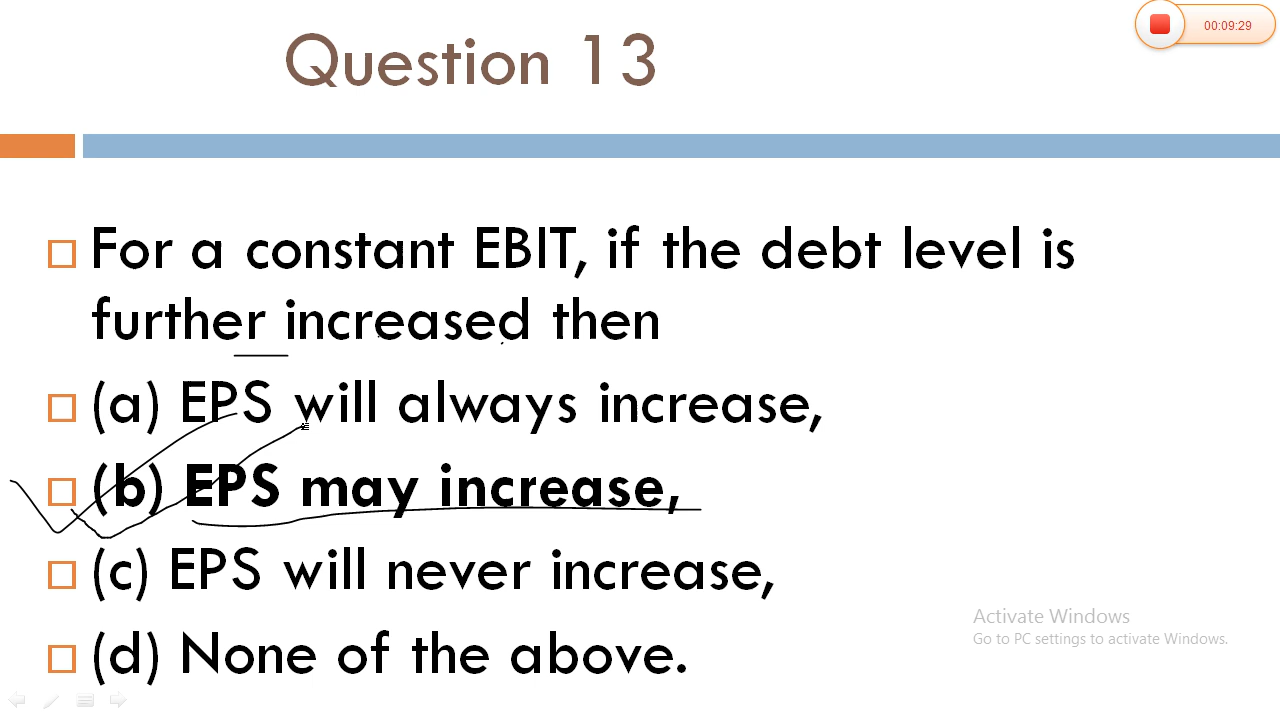 Question 13
00:09:29
For a constant EBIT, if the debt level is
further increased then
(a) EPS will always increase,
(b) EPS may increase,
(c) EPS will never increase,
(d) None of the above.
Activate Windows
Go to PC settings to activate Windows.